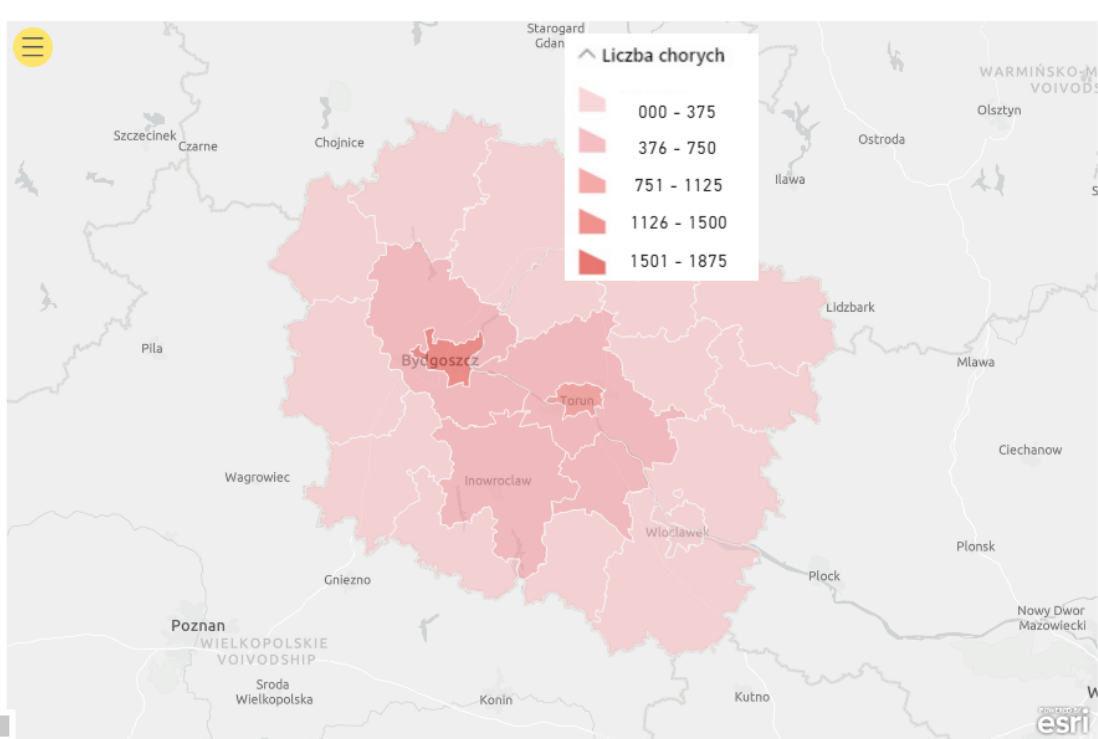 Starogard
Gdan
Liczba chorych
000 - 375
376 - 750
751 - 1125
1126 - 1500
1501 - 1875
WARMIŃSKO-M
VOIVODS
Olsztyn
Szczecinek
Czarne
Chojnice
Ostroda
Ilawa
S
Lidzbark
Pila
Bydgoszcz
Mlawa
Torun
Ciechanow
Wagrowiec
Inowroclaw
Wloclawek
Plonsk
Gniezno
Plock
Nowy Dwor
Mazowiecki
Poznan
WIELKOPOLSKIE
VOIVODSHIP
Sroda
Wielkopolska
Konin
Kutno
W
POWERED BY
esri